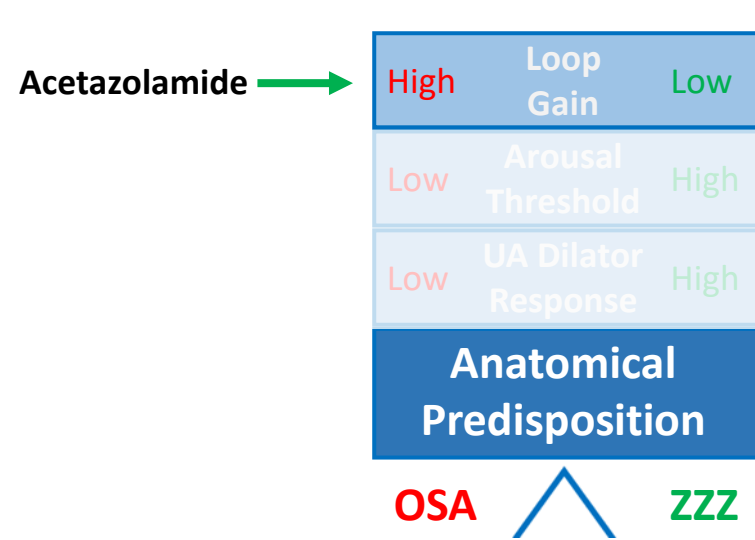 Acetazolamide
High Loop Gain Low
Low Arousal Threshold High
Low UA Dilator Response High
Anatomical
Predisposition
OSA ZZZ